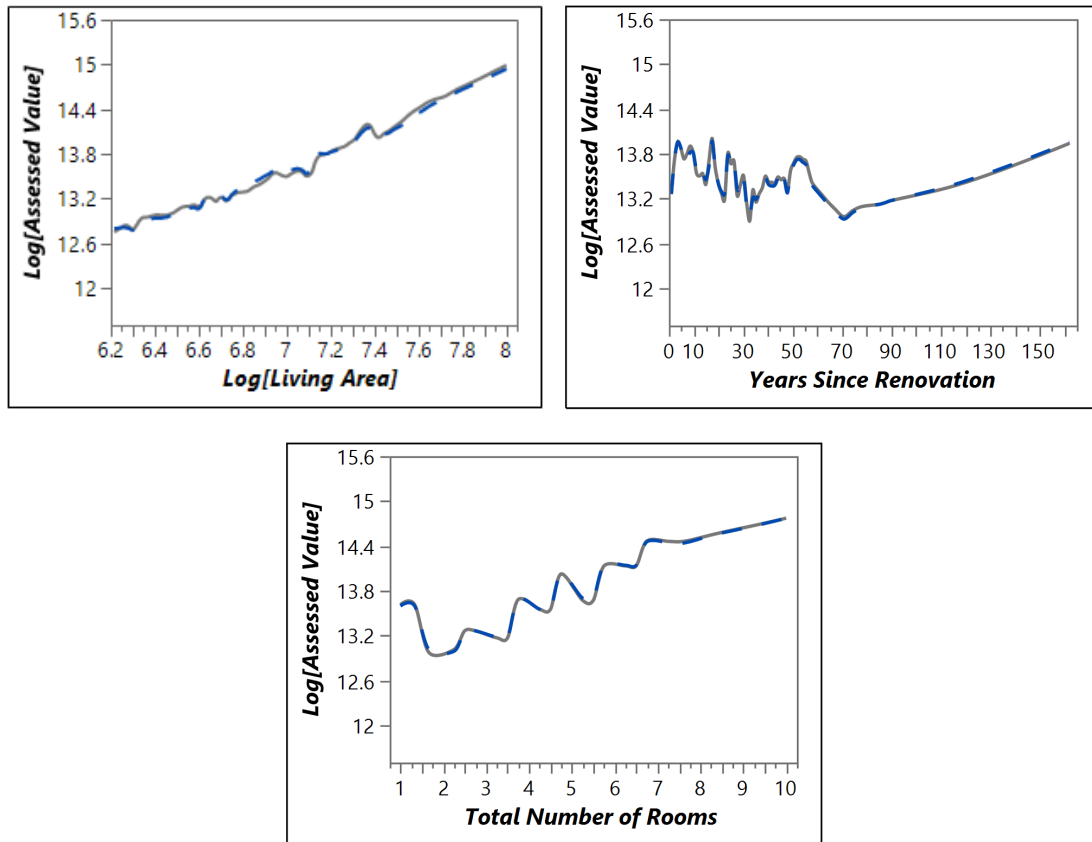 15.6
15
14.4
13.8
13.2
12.6
12
Log[Assessed Value]
6.2 6.4 6.6 6.8 7 7.2 7.4 7.6 7.8 8
Log[Living Area]
15.6
15
14.4
13.8
13.2
12.6
12
Log[Assessed Value]
0 10 30 50 70 90 110 130 150
Years Since Renovation
15.6
15
14.4
13.8
13.2
12.6
12
Log[Assessed Value]
1 2 3 4 5 6 7 8 9 10
Total Number of Rooms